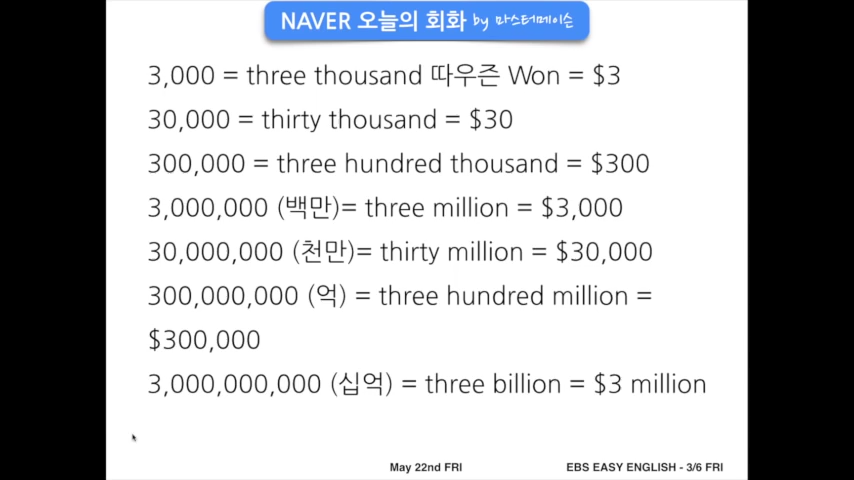 NAVER 오늘의 회화 by 마스터메이슨
3,000 = three thousand 따우즌 Won = $3
30,000 = thirty thousand = $30
300,000 = three hundred thousand = $300
3,000,000 (백만)= three million = $3,000
30,000,000 (천만)= thirty million = $30,000
300,000,000 (억) = three hundred million =
$300,000
3,000,000,000 (십억) = three billion = $3 million
May 22nd FRI
EBS EASY ENGLISH - 3/6 FRI